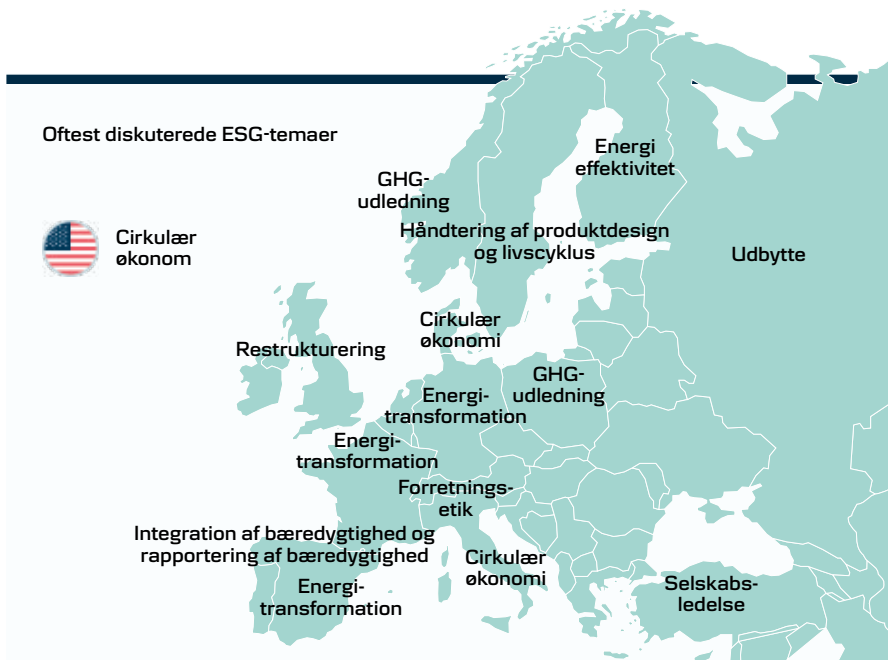 Oftest diskuterede ESG-temaer
Cirkulær
økonom
GHG-
udledning
Energi
effektivitet
Håndtering af produktdesign
og livscyklus
Udbytte
Cirkulær
økonomi
Restrukturering
GHG-
udledning
Energi-
transformation
Energi-
transformation
Forretnings-
etik
Integration af bæredygtighed og
rapportering af bæredygtighed
Cirkulær
økonomi
Energi-
transformation
Selskabs-
ledelse